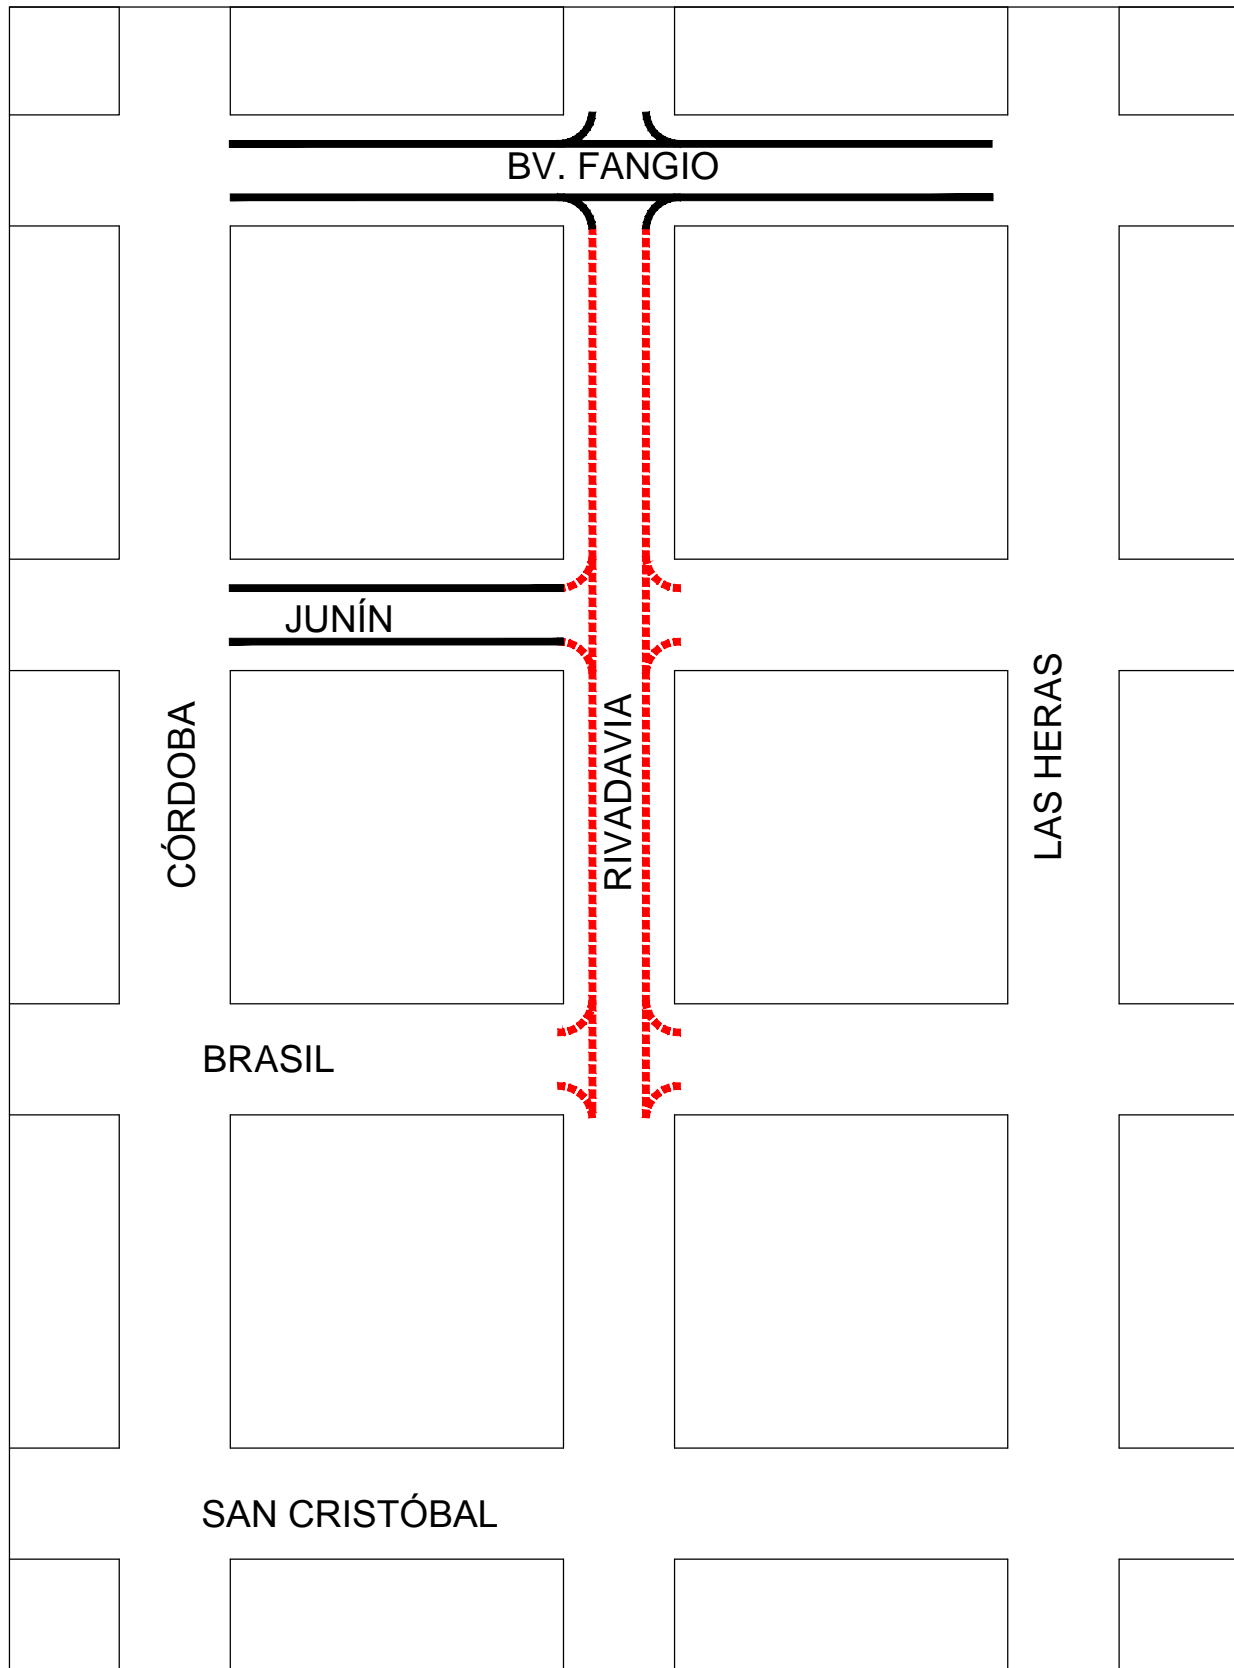 BV. FANGIO
JUNÍN
CÓRDOBA
RIVADAVIA
LAS HERAS
BRASIL
SAN CRISTÓBAL